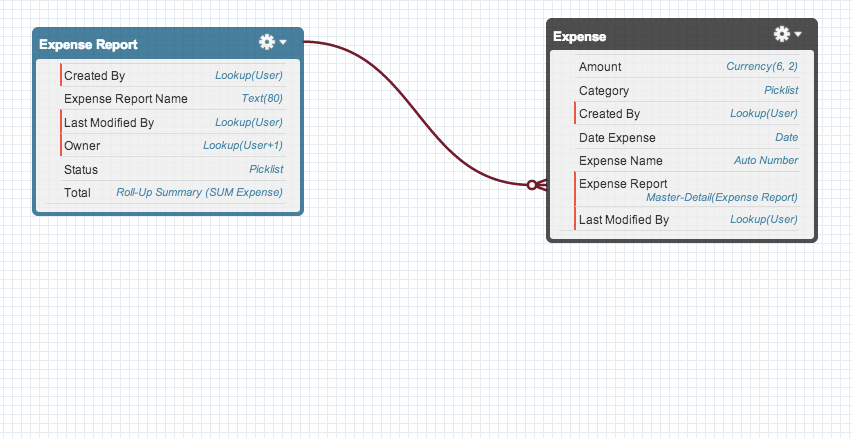 Expense Report
Created By Lookup(User)
Expense Report Name Text(80)
Last Modified By Lookup(User)
Owner Lookup(User+1)
Status Picklist
Total Roll-Up Summary (SUM Expense)
Expense
Amount Currency(6, 2)
Category Picklist
Created By Lookup(User)
Date Expense Date
Expense Name Auto Number
Expense Report
Master-Detail(Expense Report)
Last Modified By Lookup(User)